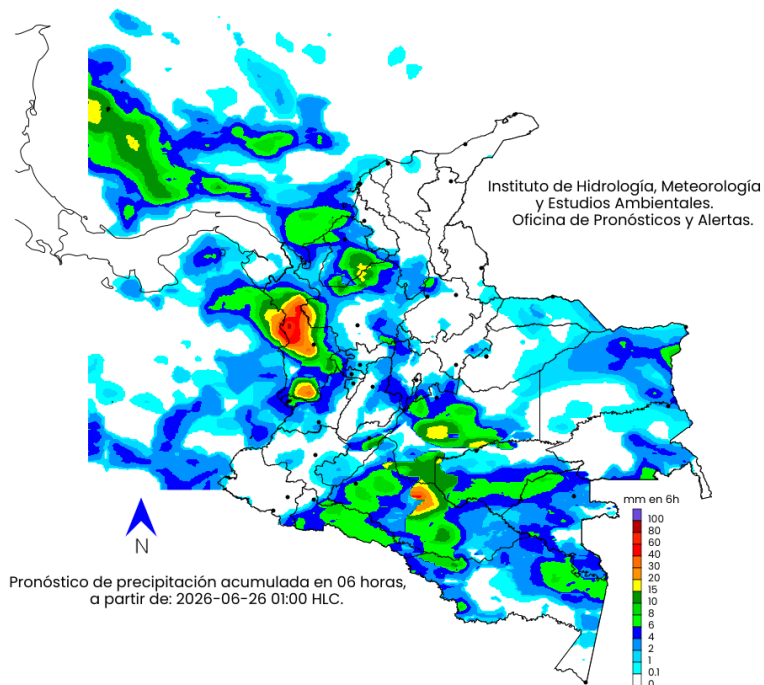 Instituto de Hidrología, Meteorología
y Estudios Ambientales.
Oficina de Pronósticos y Alertas.
N
Pronóstico de precipitación acumulada en 06 horas,
a partir de: 2026-06-26 01:00 HLC.
mm en 6h
100
80
60
40
30
20
15
10
8
6
4
2
1
0.1
0